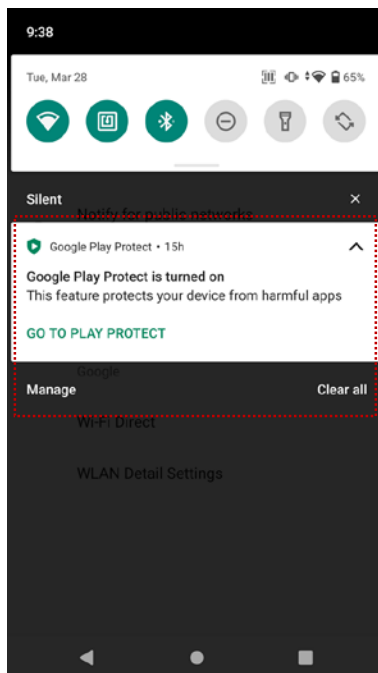 9:38
Tue, Mar 28
65%
Silent
Notify for public networks
Google Play Protect • 15h
Google Play Protect is turned on
This feature protects your device from harmful apps
GO TO PLAY PROTECT
Google
Manage
Clear all
Wi-Fi Direct
WLAN Detail Settings